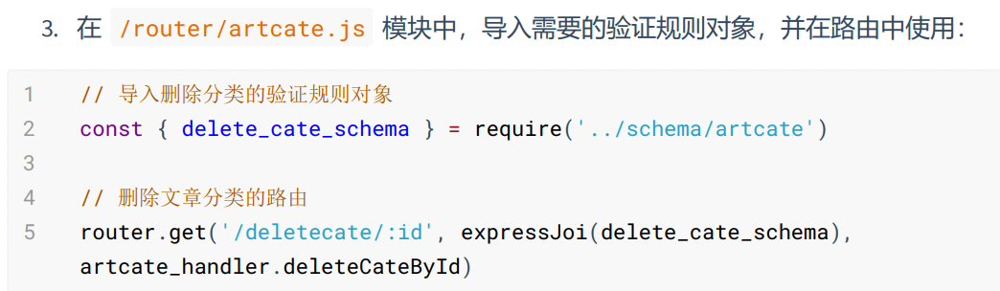 3. 在 /router/artcate.js 模块中，导入需要的验证规则对象，并在路由中使用：
1 // 导入删除分类的验证规则对象
2 const { delete_cate_schema } = require('../schema/artcate')
3
4 // 删除文章分类的路由
5 router.get('/deletecate/:id', expressJoi(delete_cate_schema),
artcate_handler.deleteCateById)